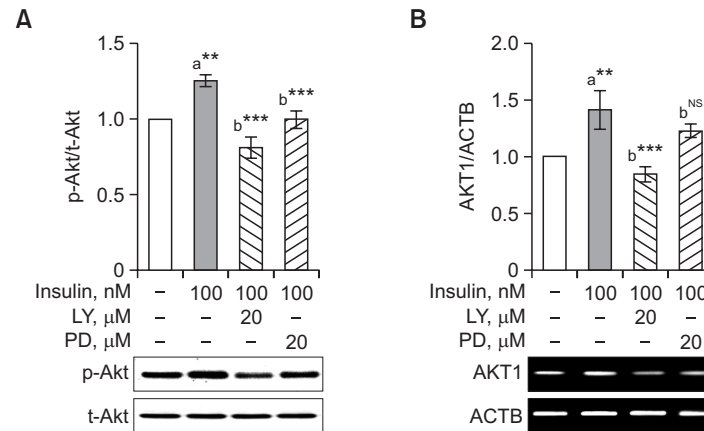 A
p-Akt/t-Akt
1.5
1.0
0.5
0
a**
b***
b***
Insulin, nM – 100 100 100
LY, μM 20
PD, μM 20
p-Akt
t-Akt
B
AKT1/ACTB
2.0
1.5
1.0
0.5
0
a**
b***
b NS
Insulin, nM – 100 100 100
LY, μM – – 20 –
PD, μM – – – 20
AKT1
ACTB